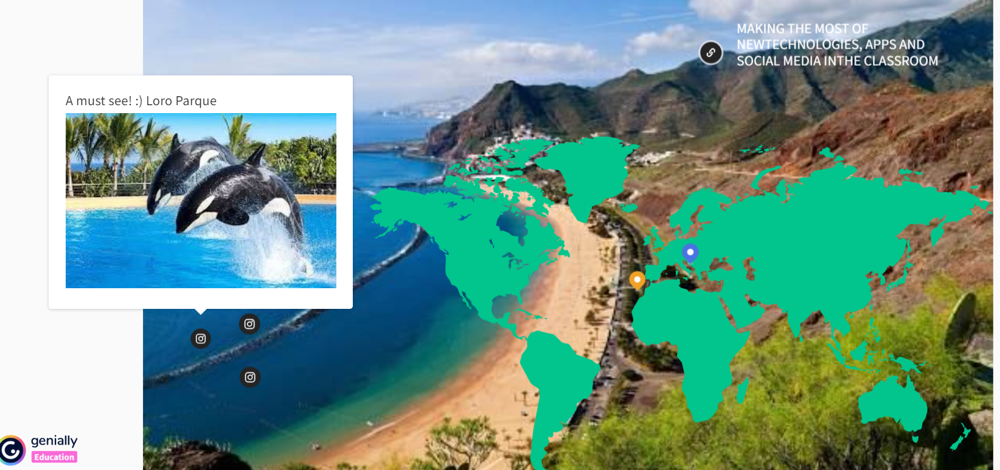 MAKING THE MOST OF
NEWTECHNOLOGIES, APPS AND
SOCIAL MEDIA INTHE CLASSROOM
A must see! :) Loro Parque
genially
Education